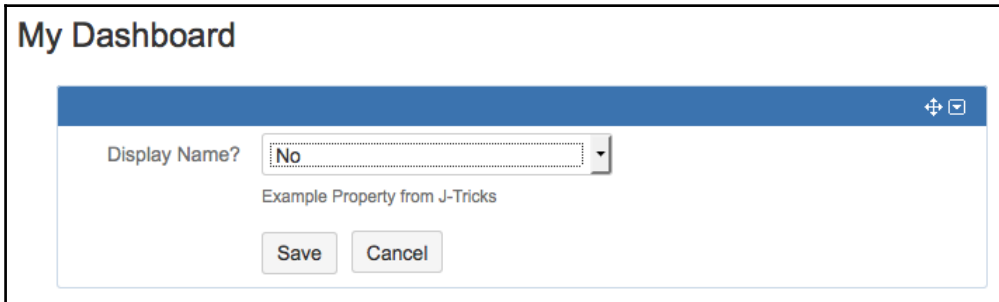 My Dashboard
Display Name? No
Example Property from J-Tricks
Save Cancel